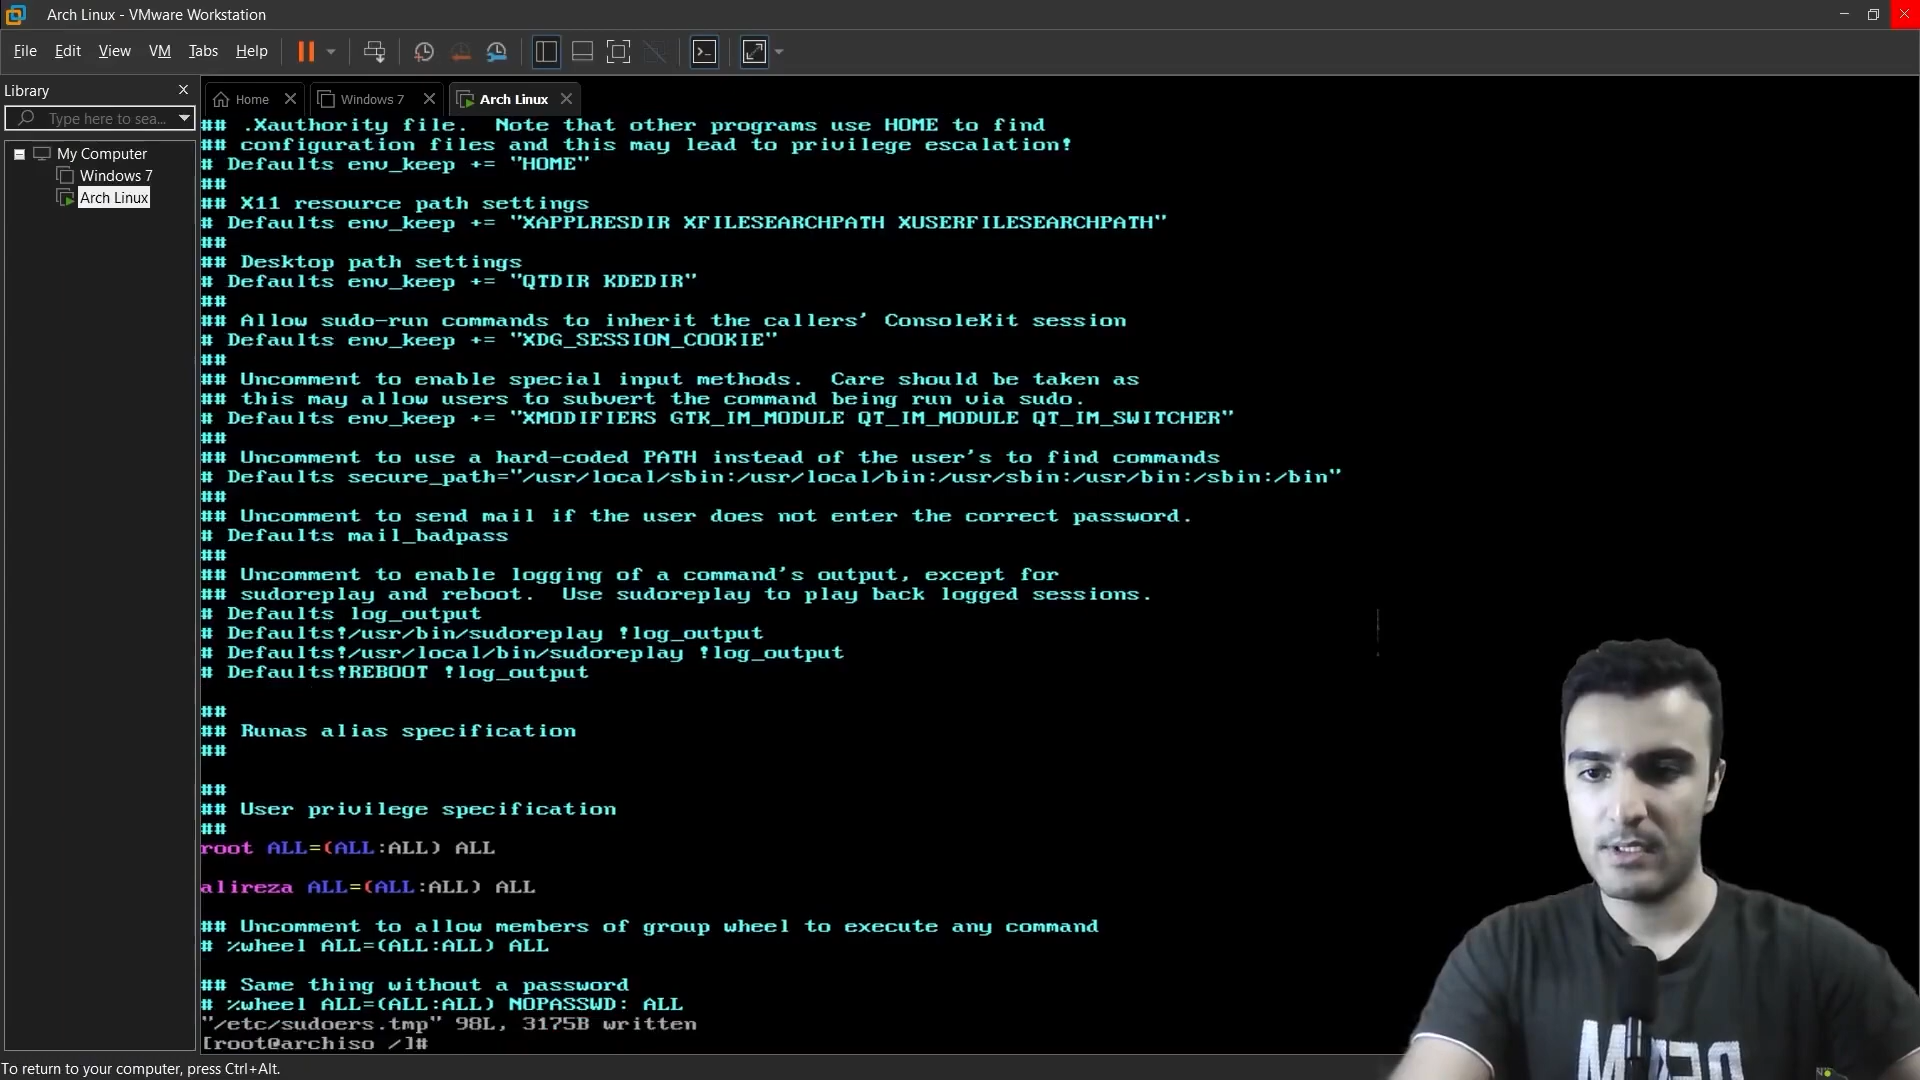 Arch Linux - VMware Workstation
File Edit View VM Tabs Help
Library
Type here to sea...
My Computer
Windows 7
Arch Linux
Home Windows 7 Arch Linux
## .Xauthority file.  Note that other programs use HOME to find
## configuration files and this may lead to privilege escalation!
# Defaults env_keep += "HOME"
##
## X11 resource path settings
# Defaults env_keep += "XAPPLRESDIR XFILESEARCHPATH XUSERFILESEARCHPATH"
##
## Desktop path settings
# Defaults env_keep += "QTDIR KDEDIR"
##
## Allow sudo-run commands to inherit the callers' ConsoleKit session
# Defaults env_keep += "XDG_SESSION_COOKIE"
##
## Uncomment to enable special input methods.  Care should be taken as
## this may allow users to subvert the command being run via sudo.
# Defaults env_keep += "XMODIFIERS GTK_IM_MODULE QT_IM_MODULE QT_IM_SWITCHER"
##
## Uncomment to use a hard-coded PATH instead of the user's to find commands
# Defaults secure_path="/usr/local/sbin:/usr/local/bin:/usr/sbin:/usr/bin:/sbin:/bin"
##
## Uncomment to send mail if the user does not enter the correct password.
# Defaults mail_badpass
##
## Uncomment to enable logging of a command's output, except for
## sudoreplay and reboot.  Use sudoreplay to play back logged sessions.
# Defaults log_output
# Defaults!/usr/bin/sudoreplay !log_output
# Defaults!/usr/local/bin/sudoreplay !log_output
# Defaults!REBOOT !log_output
##
## Runas alias specification
##
##
## User privilege specification
##
root ALL=(ALL:ALL) ALL
alireza ALL=(ALL:ALL) ALL
## Uncomment to allow members of group wheel to execute any command
# %wheel ALL=(ALL:ALL) ALL
## Same thing without a password
# %wheel ALL=(ALL:ALL) NOPASSWD: ALL
"/etc/sudoers.tmp" 98L, 3175B written
[root@archiso /]#
To return to your computer, press Ctrl+Alt.